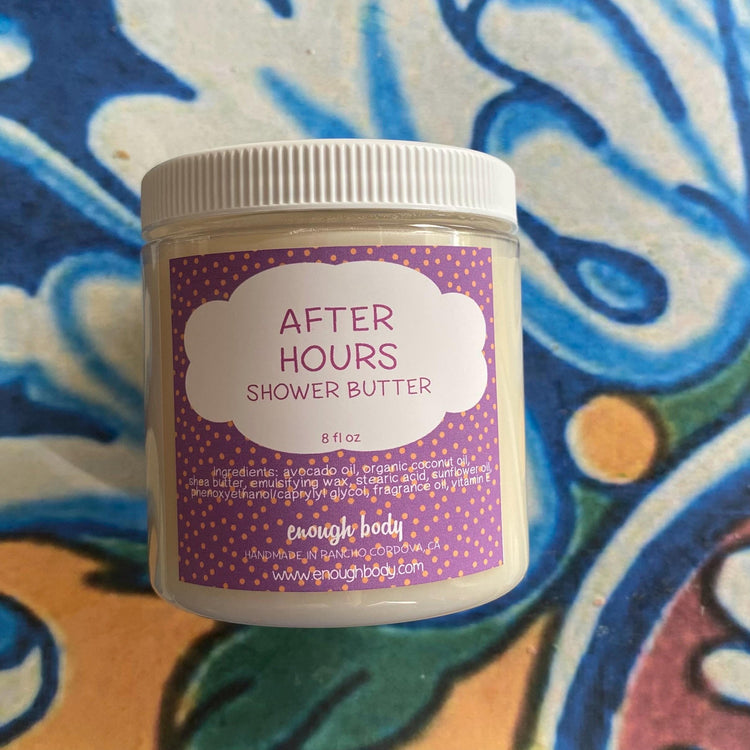 AFTER
HOURS
SHOWER BUTTER
8 fl oz
Ingredients: avocado oil, organic coconut oil,
shea butter, emulsifying wax, stearic acid, sunflower oil,
phenoxyethanol/caprylyl glycol, fragrance oil, vitamin E
enough body
HANDMADE IN RANCHO CORDOVA, CA
www.enoughbody.com